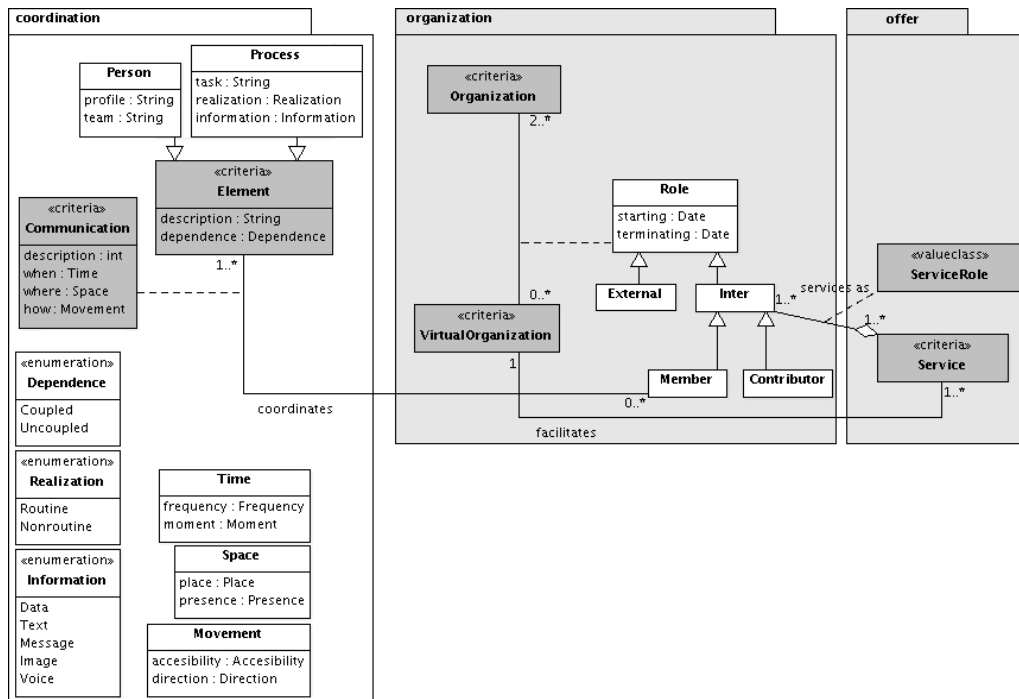 coordination
Person
profile : String
team : String
Process
task : String
realization : Realization
information : Information
«criteria»
Element
description : String
dependence : Dependence
1..*
«criteria»
Communication
description : int
when : Time
where : Space
how : Movement
«enumeration»
Dependence
Coupled
Uncoupled
«enumeration»
Realization
Routine
Nonroutine
«enumeration»
Information
Data
Text
Message
Image
Voice
Time
frequency : Frequency
moment : Moment
Space
place : Place
presence : Presence
Movement
accesibility : Accesibility
direction : Direction
coordinates
organization
«criteria»
Organization
2..*
Role
starting : Date
terminating : Date
0..*
External
Inter
1..*
«criteria»
VirtualOrganization
1
Member
Contributor
0..*
facilitates
offer
«valueclass»
ServiceRole
services as
1..*
«criteria»
Service
1..*